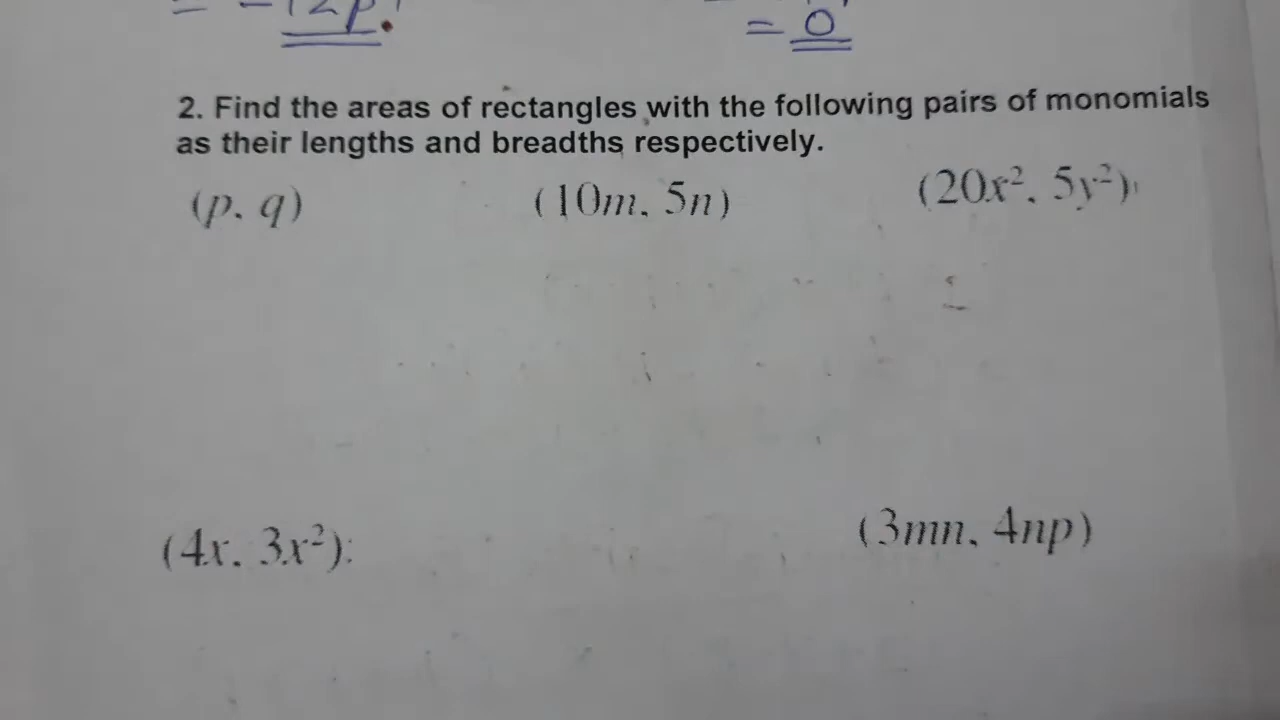 = -12p
= 0
2. Find the areas of rectangles with the following pairs of monomials
as their lengths and breadths respectively.
(p, q) (10m, 5n) (20x², 5y²);
(4x, 3x²); (3mn, 4np)